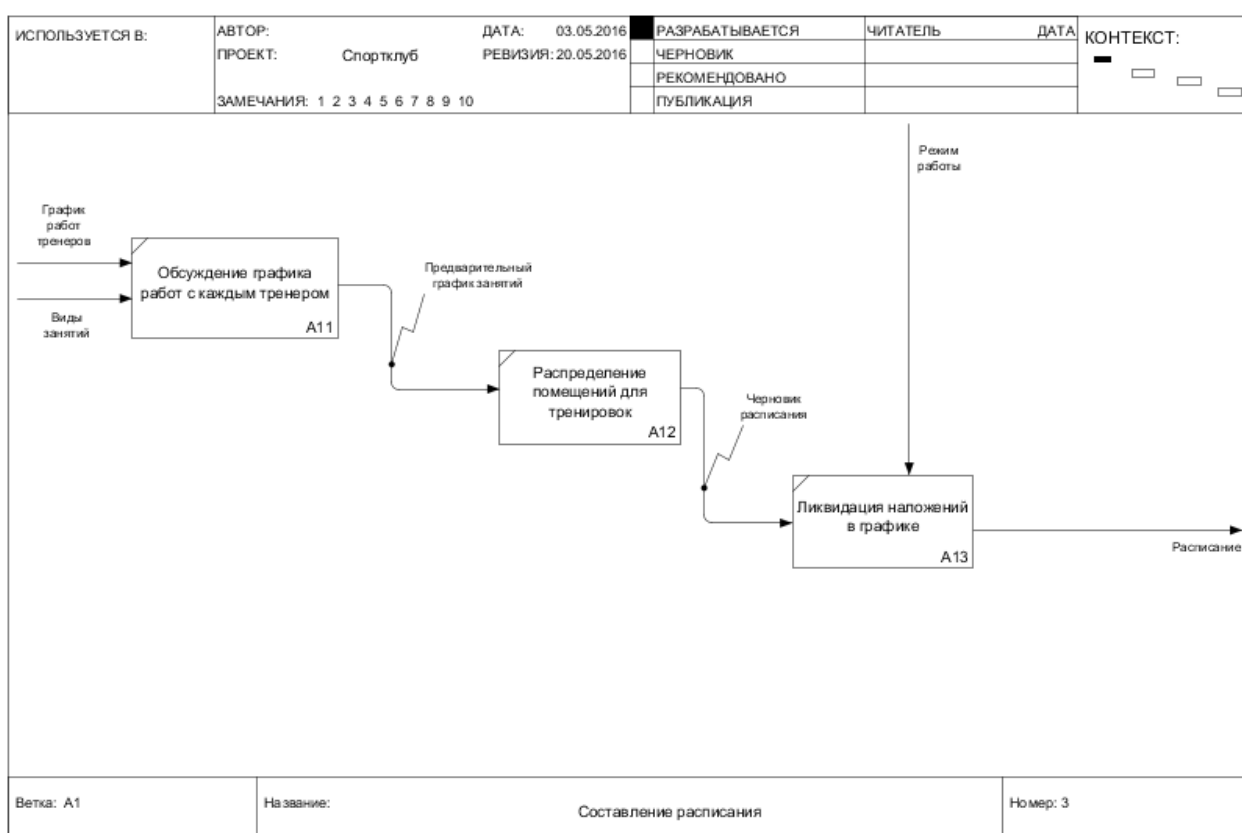 ИСПОЛЬЗУЕТСЯ В:
АВТОР:
ДАТА: 03.05.2016
ПРОЕКТ: Спортклуб
РЕВИЗИЯ: 20.05.2016
ЗАМЕЧАНИЯ: 1 2 3 4 5 6 7 8 9 10
РАЗРАБАТЫВАЕТСЯ
ЧЕРНОВИК
РЕКОМЕНДОВАНО
ПУБЛИКАЦИЯ
ЧИТАТЕЛЬ
ДАТА
КОНТЕКСТ:
Режим
работы
График
работ
тренеров
Виды
занятий
Обсуждение графика
работ с каждым тренером
A11
Предварительный
график занятий
Распределение
помещений для
тренировок
A12
Черновик
расписания
Ликвидация наложений
в графике
A13
Расписание
Ветка: A1
Название:
Составление расписания
Номер: 3